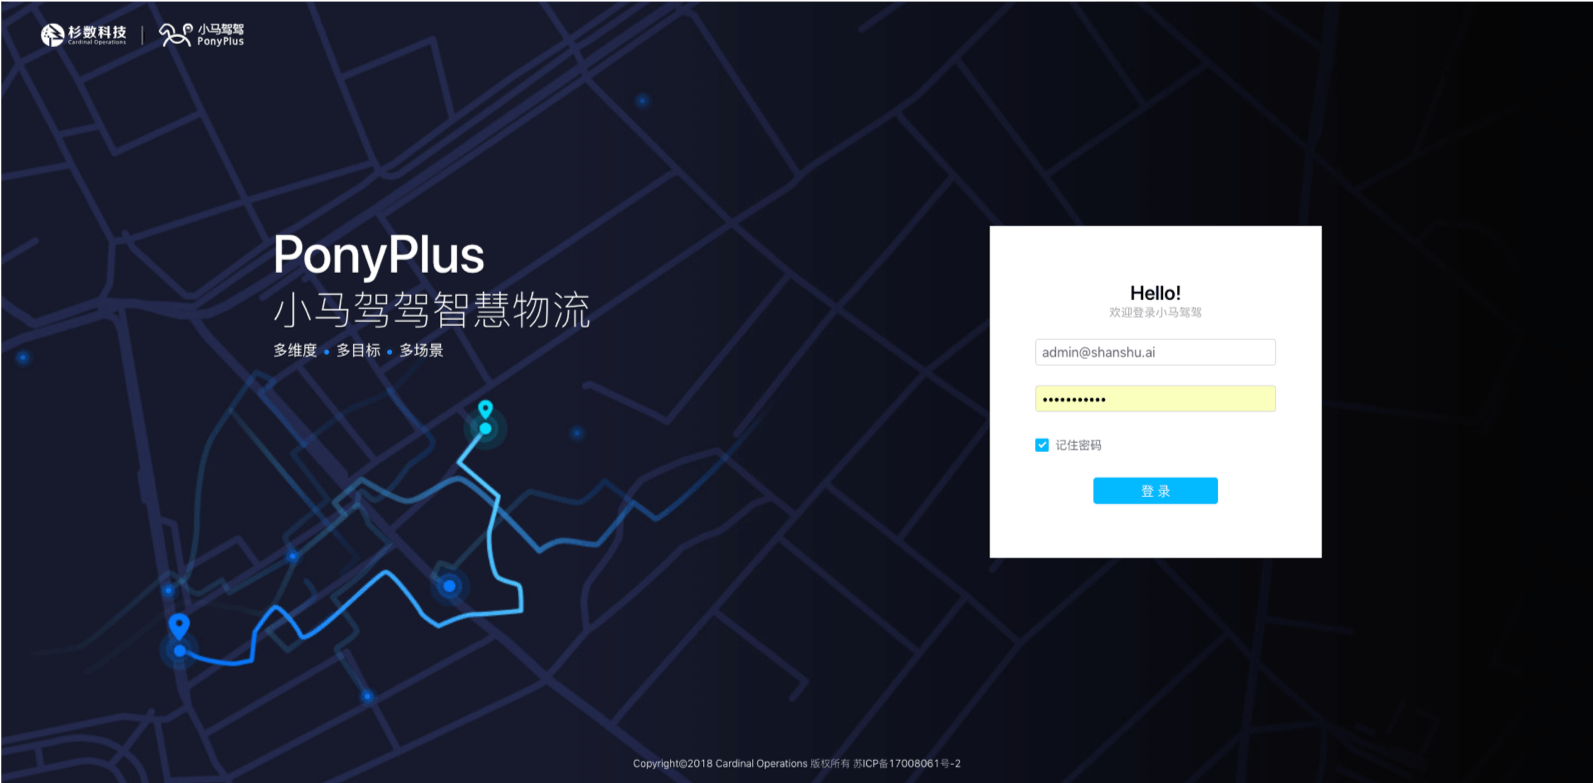 杉数科技
Cardinal Operations
小马驾驾
PonyPlus
PonyPlus
小马驾驾智慧物流
多维度 • 多目标 • 多场景
Hello!
欢迎登录小马驾驾
admin@shanshu.ai
•••••••••••
记住密码
登 录
Copyright©2018 Cardinal Operations 版权所有 苏ICP备17008061号-2